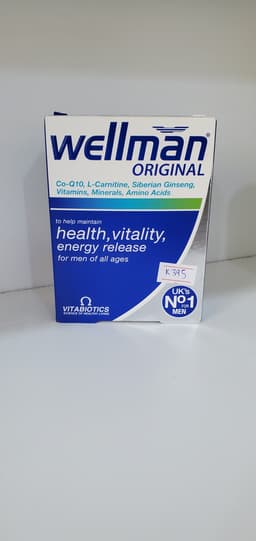 wellman®
ORIGINAL
Co-Q10, L-Carnitine, Siberian Ginseng,
Vitamins, Minerals, Amino Acids
to help maintain
health, vitality,
energy release
for men of all ages
K395
UK's
No1
FOR
MEN
VITABIOTICS
SCIENCE OF HEALTHY LIVING